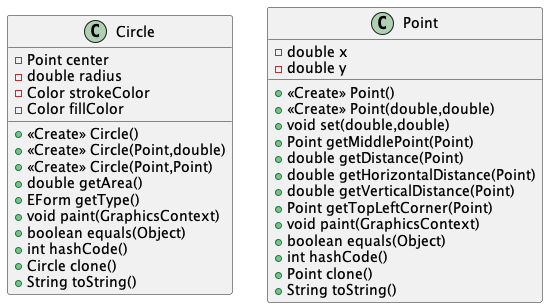 C Circle
Point center
double radius
Color strokeColor
Color fillColor
«Create» Circle()
«Create» Circle(Point,double)
«Create» Circle(Point,Point)
double getArea()
EForm getType()
void paint(GraphicsContext)
boolean equals(Object)
int hashCode()
Circle clone()
String toString()
C Point
double x
double y
«Create» Point()
«Create» Point(double,double)
void set(double,double)
Point getMiddlePoint(Point)
double getDistance(Point)
double getHorizontalDistance(Point)
double getVerticalDistance(Point)
Point getTopLeftCorner(Point)
void paint(GraphicsContext)
boolean equals(Object)
int hashCode()
Point clone()
String toString()